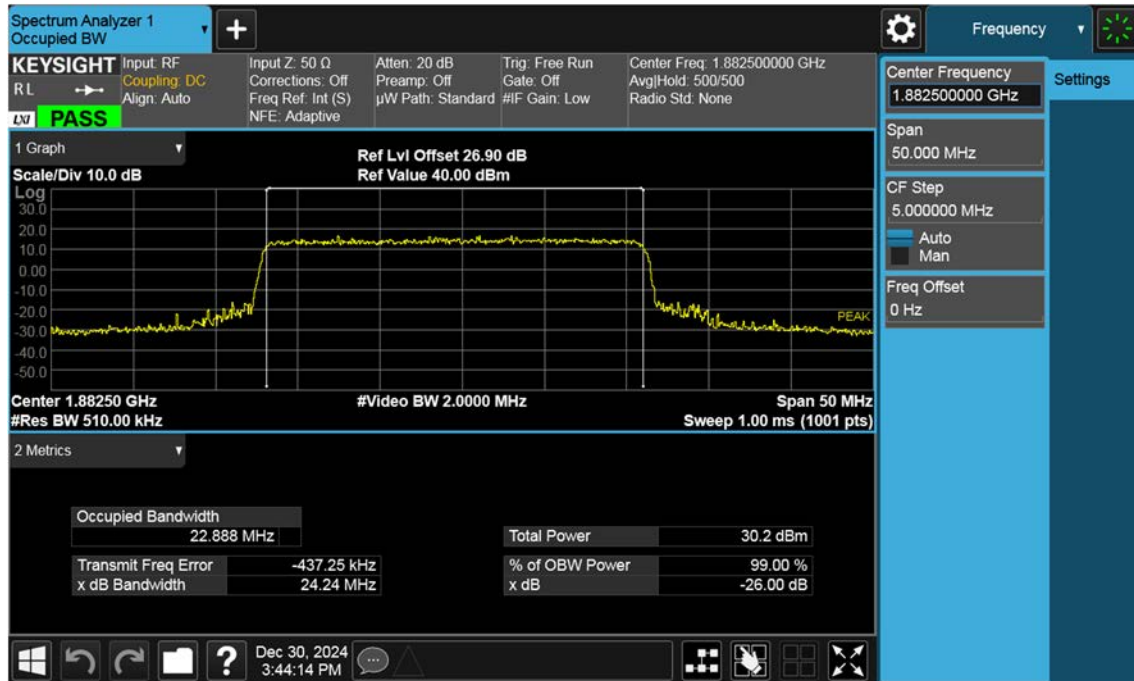 Spectrum Analyzer 1
Occupied BW
+
Frequency
KEYSIGHT
R L
LXI
PASS
Input: RF
Coupling: DC
Align: Auto
Input Z: 50 Ω
Corrections: Off
Freq Ref: Int (S)
NFE: Adaptive
Atten: 20 dB
Preamp: Off
µW Path: Standard
Trig: Free Run
Gate: Off
#IF Gain: Low
Center Freq: 1.882500000 GHz
Avg|Hold: 500/500
Radio Std: None
Center Frequency
1.882500000 GHz
Settings
Span
50.000 MHz
CF Step
5.000000 MHz
Auto
Man
Freq Offset
0 Hz
1 Graph
Scale/Div 10.0 dB
Ref Lvl Offset 26.90 dB
Ref Value 40.00 dBm
Log
30.0
20.0
10.0
0.00
-10.0
-20.0
-30.0
-40.0
-50.0
PEAK
Center 1.88250 GHz
#Video BW 2.0000 MHz
Span 50 MHz
#Res BW 510.00 kHz
Sweep 1.00 ms (1001 pts)
2 Metrics
Occupied Bandwidth
22.888 MHz
Total Power 30.2 dBm
Transmit Freq Error -437.25 kHz
% of OBW Power 99.00 %
x dB Bandwidth 24.24 MHz
x dB -26.00 dB
?
Dec 30, 2024
3:44:14 PM